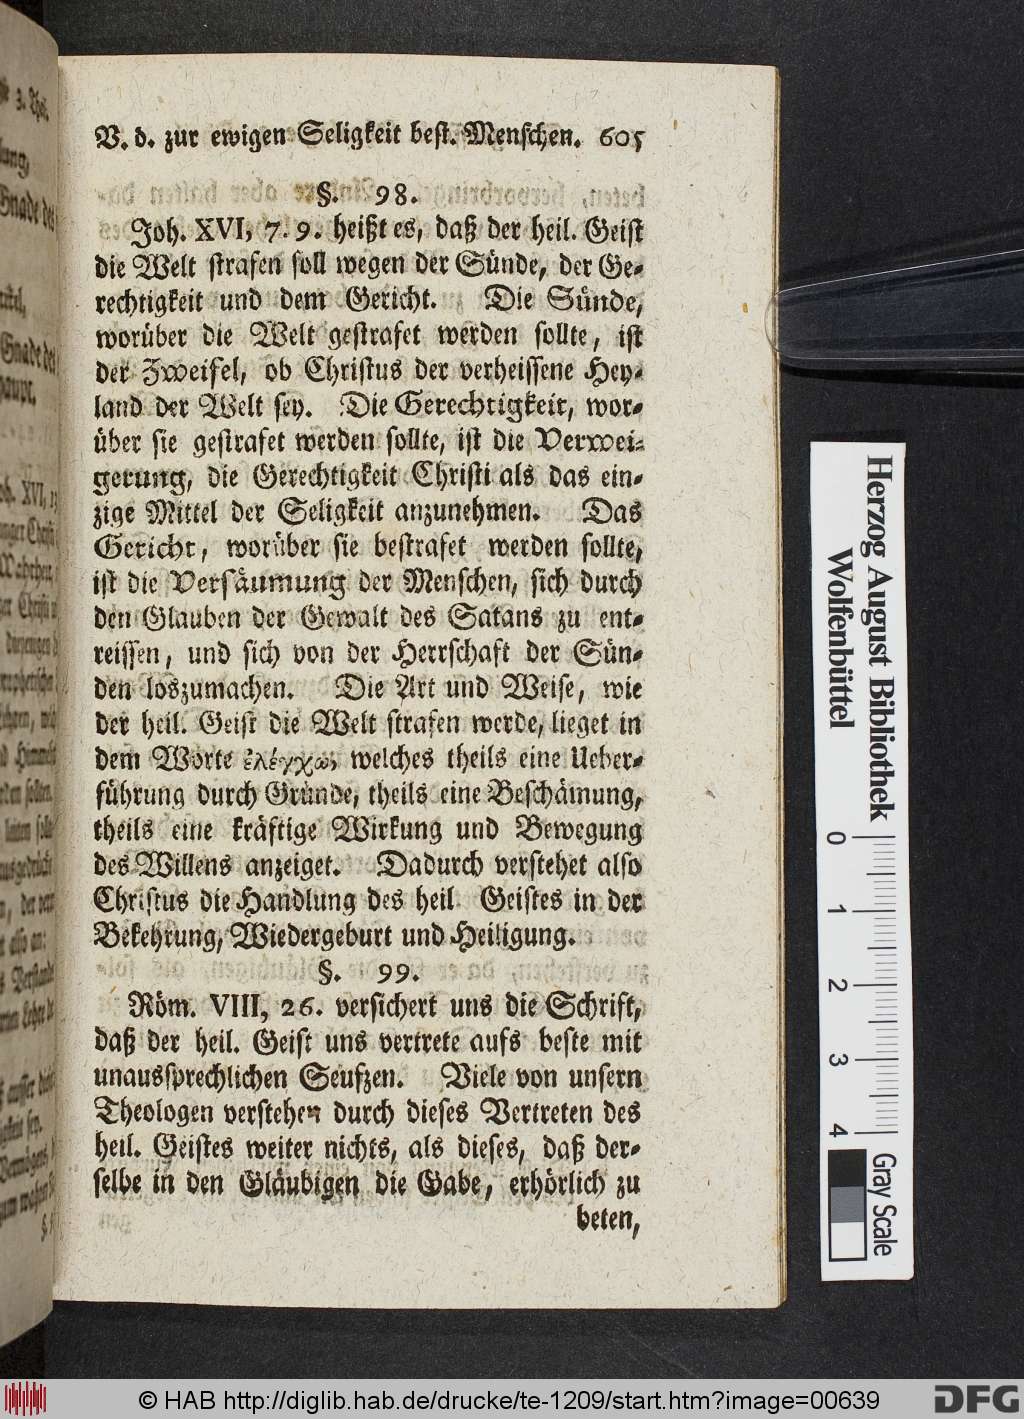 V. d. zur ewigen Seligkeit best. Menschen. 605
§. 98.
Joh. XVI, 7. 9. heißt es, daß der heil. Geist
die Welt strafen soll wegen der Sünde, der Ge-
rechtigkeit und dem Gericht. Die Sünde,
worüber die Welt gestrafet werden sollte, ist
der Zweifel, ob Christus der verheissene Hey-
land der Welt sey. Die Gerechtigkeit, wor-
über sie gestrafet werden sollte, ist die Verwei-
gerung, die Gerechtigkeit Christi als das ein-
zige Mittel der Seligkeit anzunehmen. Das
Gericht, worüber sie bestrafet werden sollte,
ist die Versäumung der Menschen, sich durch
den Glauben der Gewalt des Satans zu ent-
reissen, und sich von der Herrschaft der Sün-
den loszumachen. Die Art und Weise, wie
der heil. Geist die Welt strafen werde, lieget in
dem Worte ἐλέγχω, welches theils eine Ueber-
führung durch Gründe, theils eine Beschämung,
theils eine kräftige Wirkung und Bewegung
des Willens anzeiget. Dadurch verstehet also
Christus die Handlung des heil. Geistes in der
Bekehrung, Wiedergeburt und Heiligung.
§. 99.
Röm. VIII, 26. versichert uns die Schrift,
daß der heil. Geist uns vertrete aufs beste mit
unaussprechlichen Seufzen. Viele von unsern
Theologen verstehen durch dieses Vertreten des
heil. Geistes weiter nichts, als dieses, daß der-
selbe in den Gläubigen die Gabe, erhörlich zu
beten,
Herzog August Bibliothek
Wolfenbüttel
0 1 2 3 4
Gray Scale
© HAB http://diglib.hab.de/drucke/te-1209/start.htm?image=00639
DFG